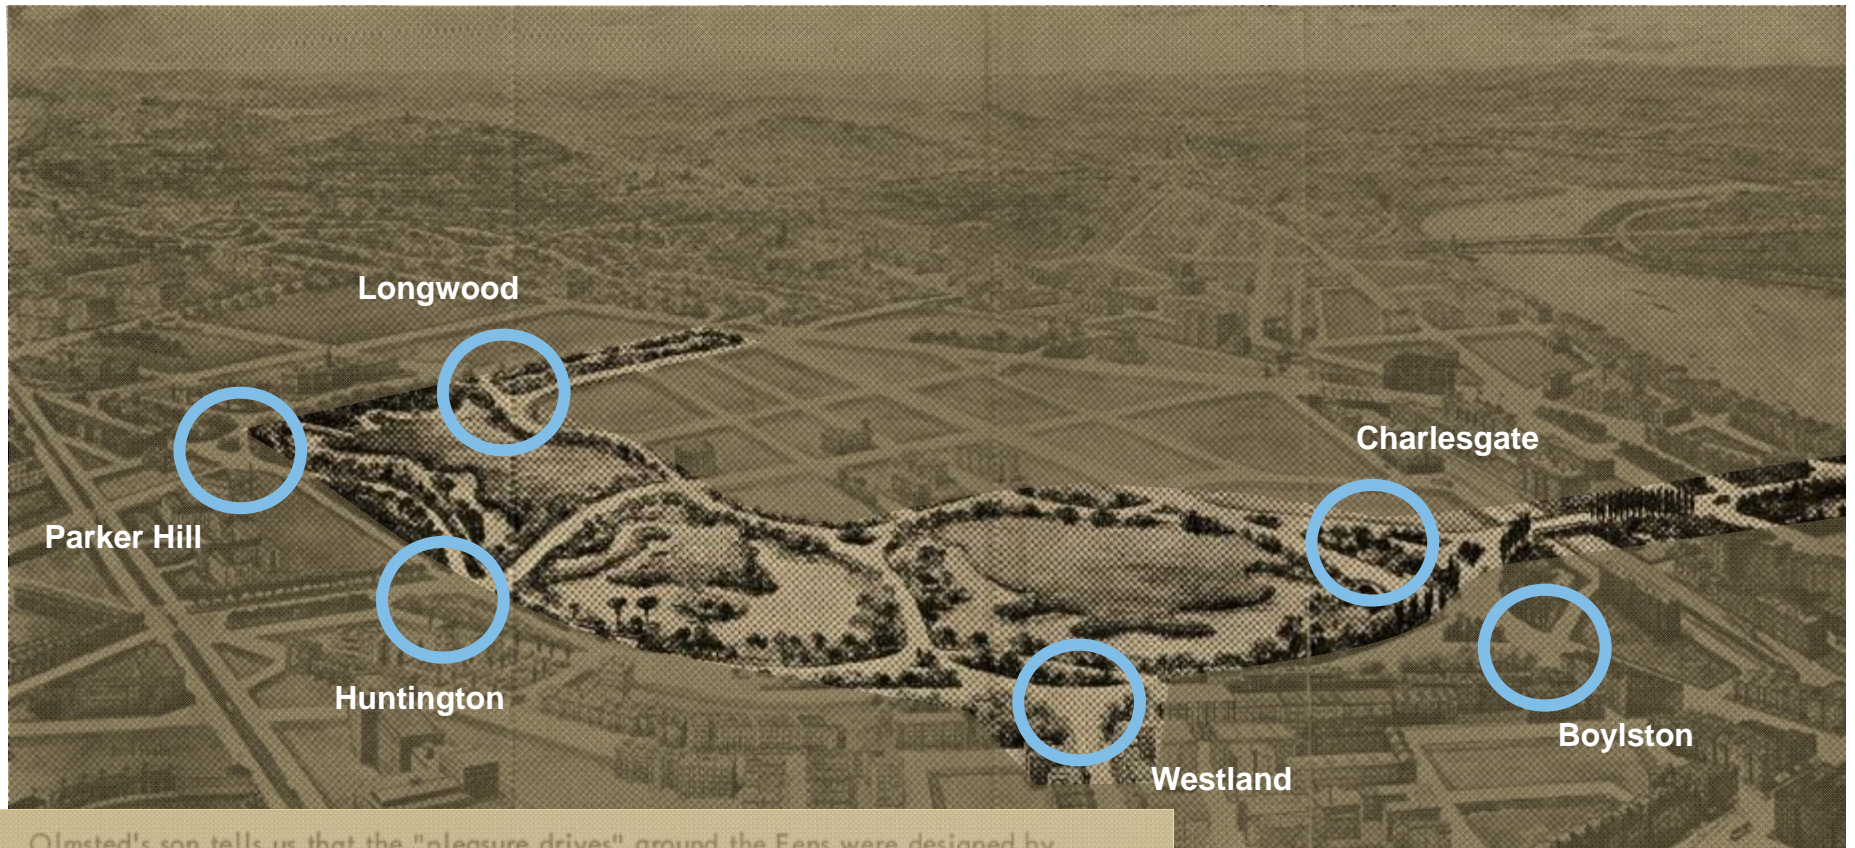 Longwood
Charlesgate
Parker Hill
Huntington
Boylston
Westland
Olmsted's son tells us that the "pleasure drives" around the Fens were designed by